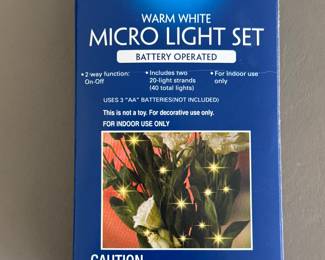 WARM WHITE
MICRO LIGHT SET
BATTERY OPERATED
• 2-way function: On-Off
• Includes two 20-light strands (40 total lights)
• For indoor use only
USES 3 "AA" BATTERIES(NOT INCLUDED)
This is not a toy. For decorative use only.
FOR INDOOR USE ONLY
CAUTION